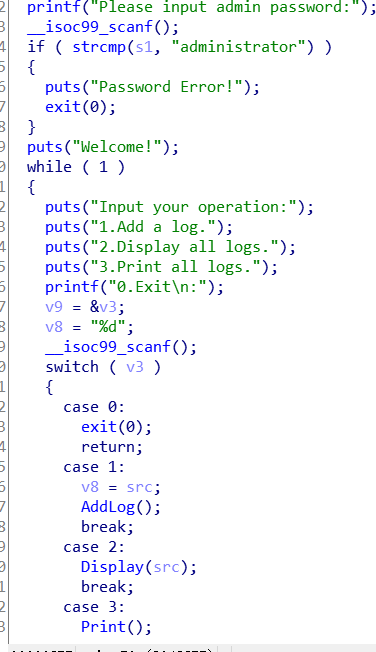 2 printf("Please input admin password:");
3 __isoc99_scanf();
4 if ( strcmp(s1, "administrator") )
5 {
6 puts("Password Error!");
7 exit(0);
8 }
9 puts("Welcome!");
0 while ( 1 )
1 {
2 puts("Input your operation:");
3 puts("1.Add a log.");
4 puts("2.Display all logs.");
5 puts("3.Print all logs.");
6 printf("0.Exit\n:");
7 v9 = &v3;
8 v8 = "%d";
9 __isoc99_scanf();
0 switch ( v3 )
1 {
2 case 0:
3 exit(0);
4 return;
5 case 1:
6 v8 = src;
7 AddLog();
8 break;
9 case 2:
0 Display(src);
1 break;
2 case 3:
3 Print();